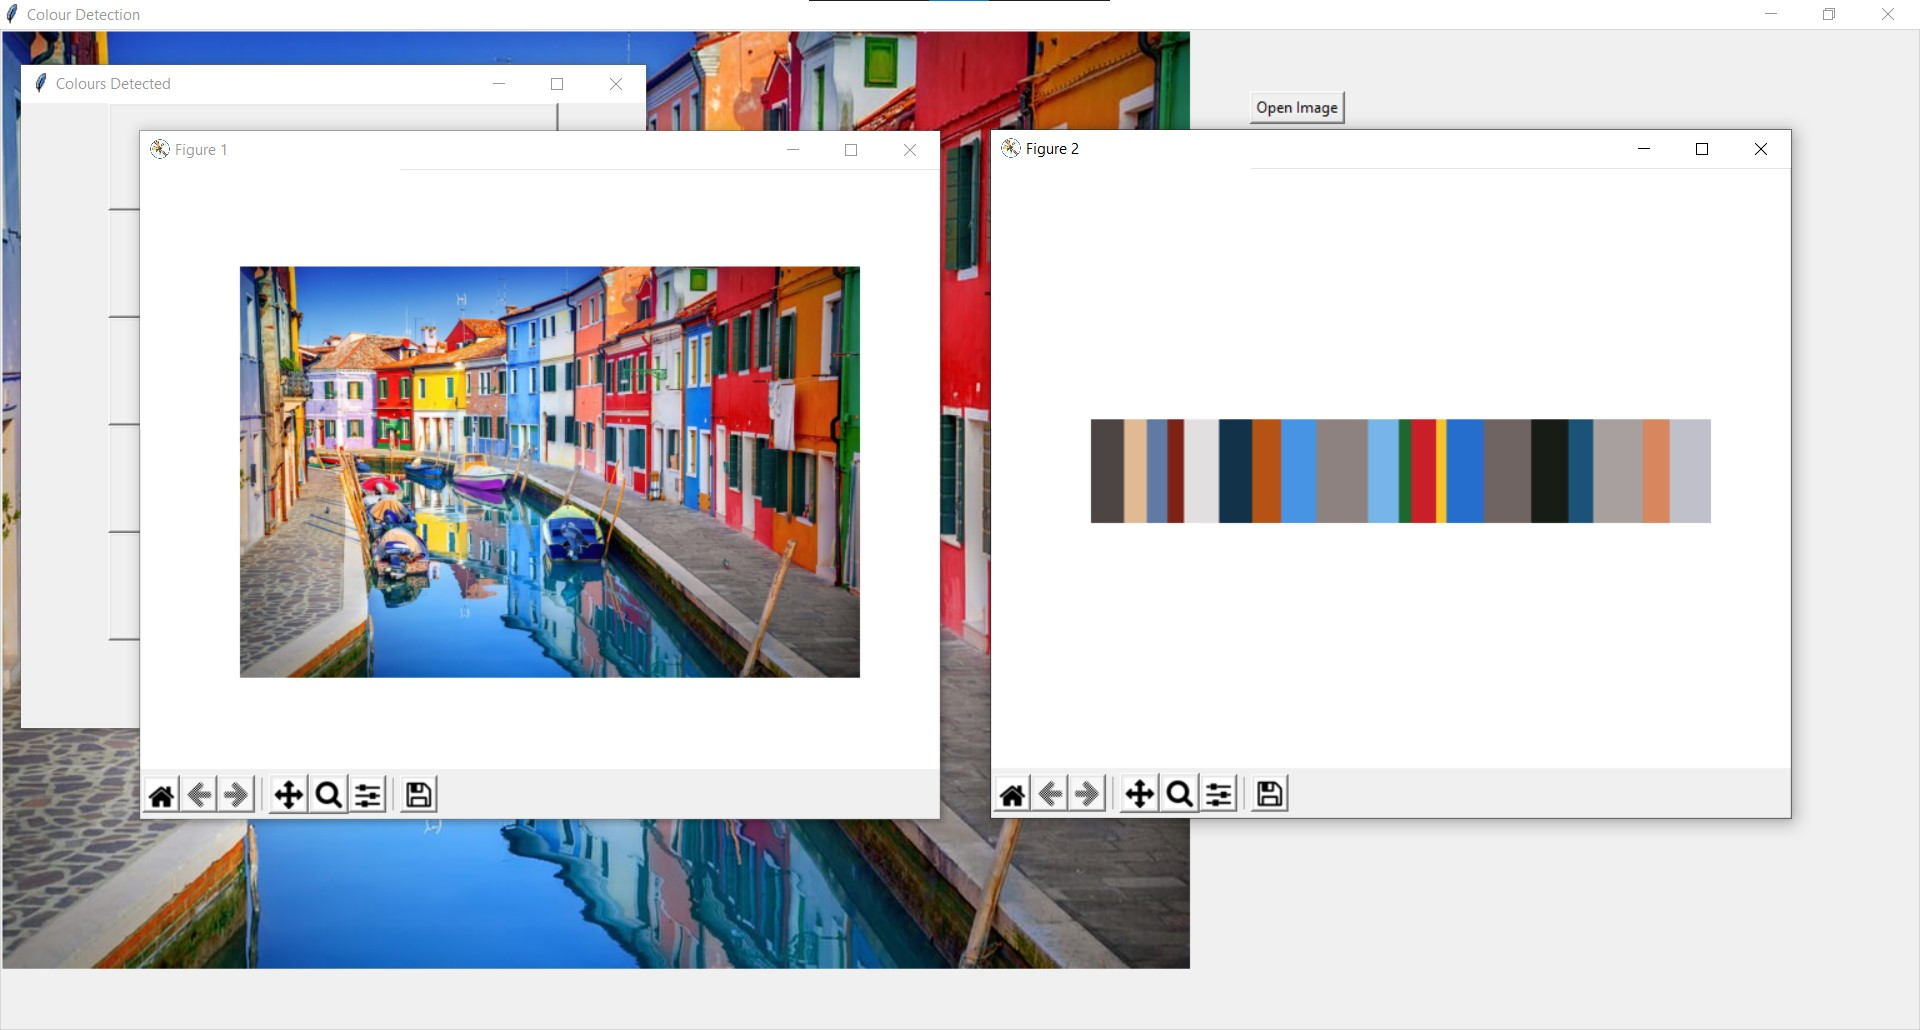 Colour Detection
Colours Detected
Open Image
Figure 1
Figure 2